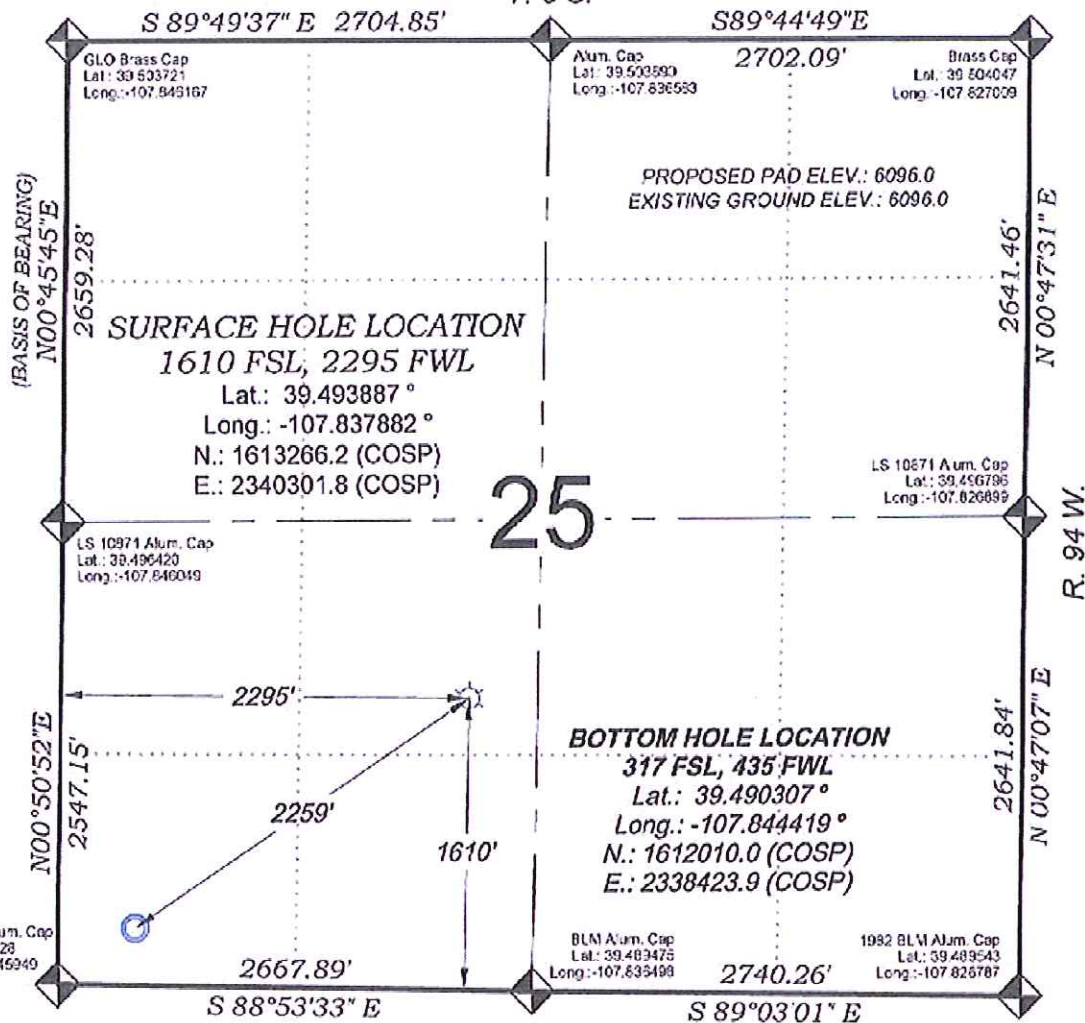 S 89°49'37" E 2704.85'
S89°44'49"E
2702.09'
GLO Brass Cap
Lat.: 39.503721
Long.:-107.846167
Alum. Cap
Lat.: 39.503893
Long.:-107.836583
Brass Cap
Lat.: 39.504047
Long.:-107.827009
PROPOSED PAD ELEV.: 6096.0
EXISTING GROUND ELEV.: 6096.0
(BASIS OF BEARING)
N00°45'45"E
2659.28'
2641.46'
N 00°47'31" E
SURFACE HOLE LOCATION
1610 FSL, 2295 FWL
Lat.: 39.493887 °
Long.: -107.837882 °
N.: 1613266.2 (COSP)
E.: 2340301.8 (COSP)
25
LS 10871 Alum. Cap
Lat.: 39.496796
Long.:-107.826899
R. 94 W.
LS 10871 Alum. Cap
Lat.: 39.496420
Long.:-107.846049
2295'
N00°50'52"E
2547.15'
2259'
1610'
BOTTOM HOLE LOCATION
317 FSL, 435 FWL
Lat.: 39.490307 °
Long.: -107.844419 °
N.: 1612010.0 (COSP)
E.: 2338423.9 (COSP)
2641.84'
N 00°47'07" E
Cap
28
45949
BLM Alum. Cap
Lat.: 39.489475
Long.:-107.836498
1982 BLM Alum. Cap
Lat.: 39.489543
Long.:-107.826787
2667.89'
S 88°53'33" E
2740.26'
S 89°03'01" E